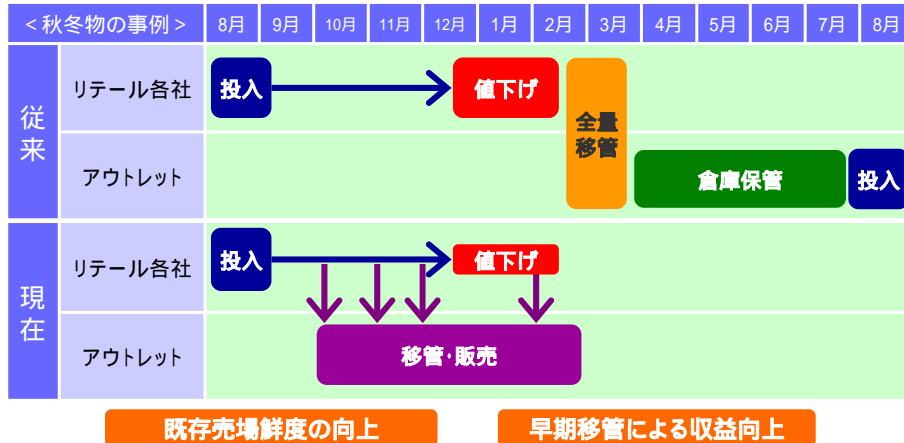 ＜秋冬物の事例＞ 8月 9月 10月 11月 12月 1月 2月 3月 4月 5月 6月 7月 8月
従来
リテール各社 投入 値下げ
全量
移管
アウトレット 倉庫保管 投入
現在
リテール各社 投入 値下げ
アウトレット 移管・販売
既存売場鮮度の向上 早期移管による収益向上